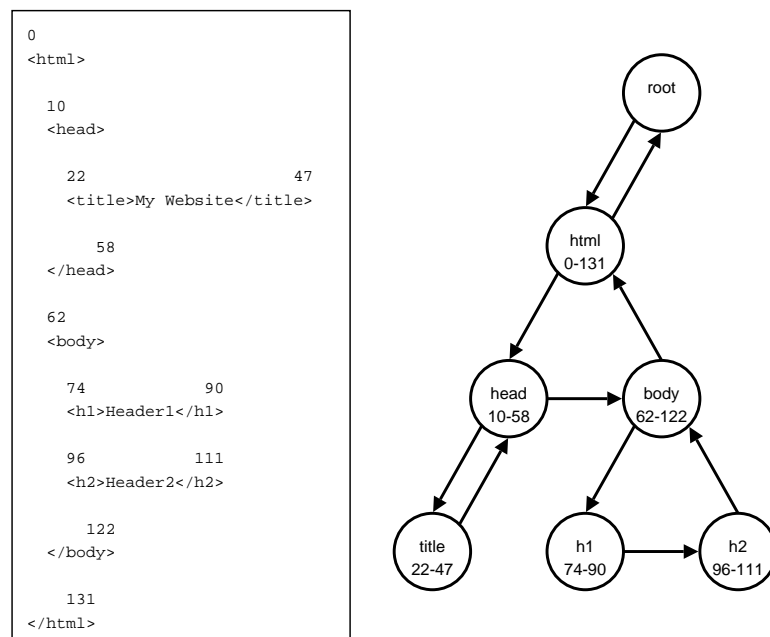 0
<html>
10
<head>
22 47
<title>My Website</title>
58
</head>
62
<body>
74 90
<h1>Header1</h1>
96 111
<h2>Header2</h2>
122
</body>
131
</html>
root
html
0-131
head
10-58
body
62-122
title
22-47
h1
74-90
h2
96-111